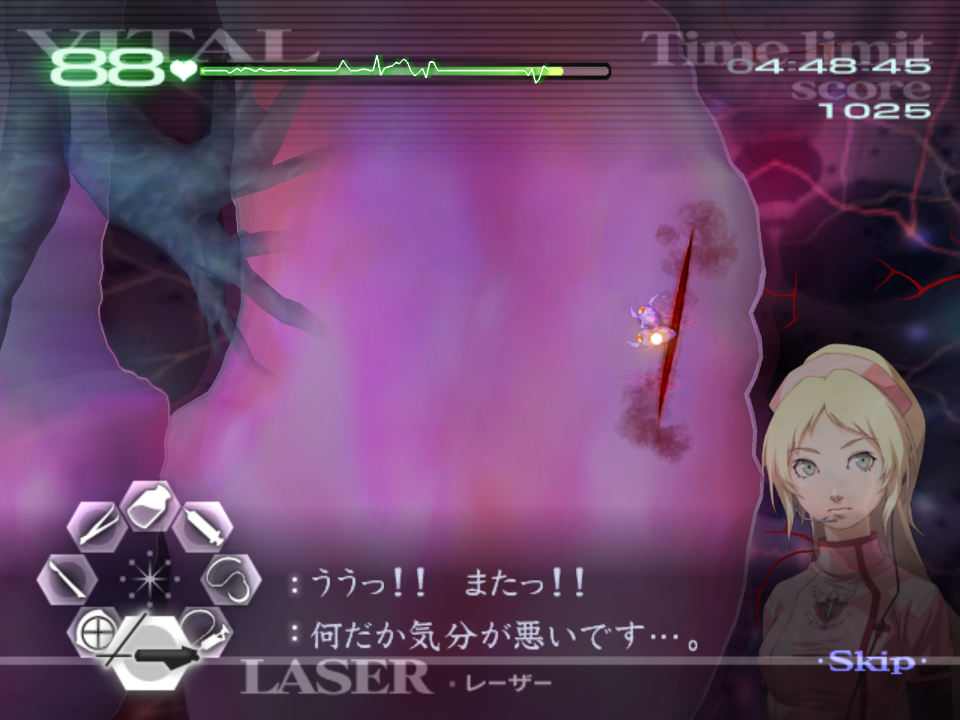 VITAL
88
Time limit
04:48:45
score
1025
：ううっ！！　またっ！！
：何だか気分が悪いです…。
LASER・レーザー
・Skip・